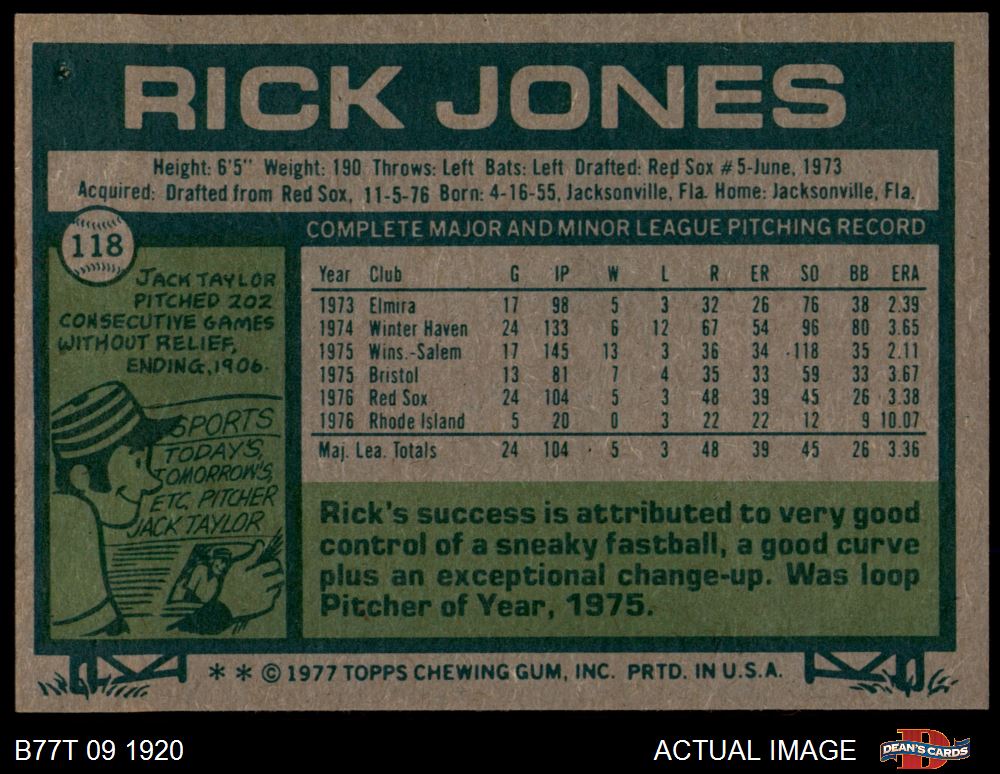 RICK JONES
Height: 6'5" Weight: 190 Throws: Left Bats: Left Drafted: Red Sox #5-June, 1973
Acquired: Drafted from Red Sox, 11-5-76 Born: 4-16-55, Jacksonville, Fla. Home: Jacksonville, Fla.
118
JACK TAYLOR
PITCHED 202
CONSECUTIVE GAMES
WITHOUT RELIEF,
ENDING, 1906.
SPORTS
TODAY'S,
TOMORROW'S,
ETC. PITCHER
JACK TAYLOR
COMPLETE MAJOR AND MINOR LEAGUE PITCHING RECORD
Year Club G IP W L R ER SO BB ERA
1973 Elmira 17 98 5 3 32 26 76 38 2.39
1974 Winter Haven 24 133 6 12 67 54 96 80 3.65
1975 Wins.-Salem 17 145 13 3 36 34 118 35 2.11
1975 Bristol 13 81 7 4 35 33 59 33 3.67
1976 Red Sox 24 104 5 3 48 39 45 26 3.38
1976 Rhode Island 5 20 0 3 22 22 12 9 10.07
Maj. Lea. Totals 24 104 5 3 48 39 45 26 3.36
Rick's success is attributed to very good
control of a sneaky fastball, a good curve
plus an exceptional change-up. Was loop
Pitcher of Year, 1975.
** © 1977 TOPPS CHEWING GUM, INC. PRTD. IN U.S.A.
B77T 09 1920
ACTUAL IMAGE
DEAN'S CARDS